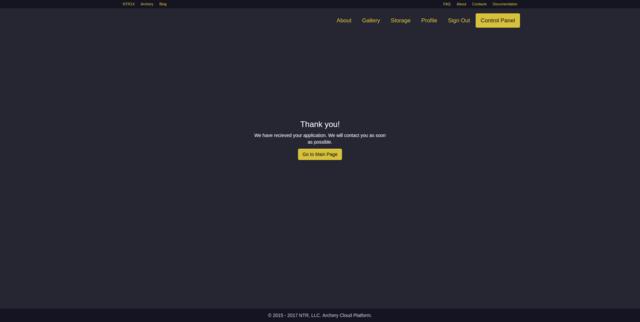 NTR1X Archery Blog FAQ About Contacts Documentation
About Gallery Storage Profile Sign Out Control Panel
Thank you!
We have recieved your application. We will contact you as soon
as possible.
Go to Main Page
© 2015 - 2017 NTR, LLC. Archery Cloud Platform.